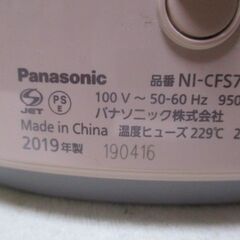 Panasonic 品番 NI-CFS7
JET PS E 100 V～50-60 Hz 950
パナソニック株式会社
Made in China 温度ヒューズ 229℃ 2
2019年製 190416